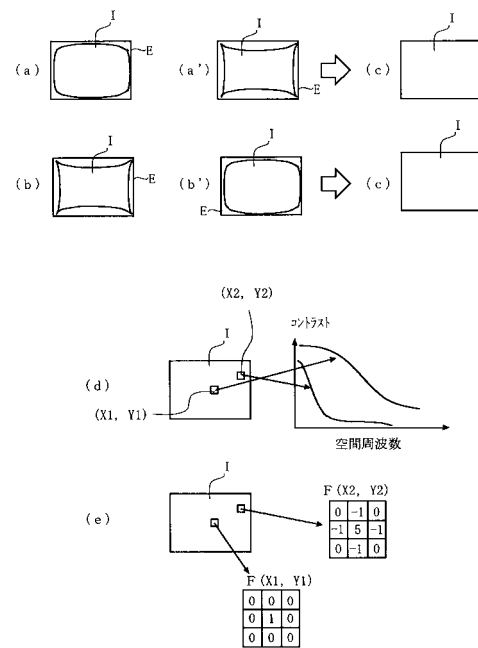 I
E
(a)
I
(a')
E
I
(c)
I
(b)
E
I
(b')
E
I
(c)
(X2, Y2)
I
コントラスト
(d)
(X1, Y1)
空間周波数
I
(e)
F (X2, Y2)
0 -1 0
-1 5 -1
0 -1 0
F (X1, Y1)
0 0 0
0 1 0
0 0 0